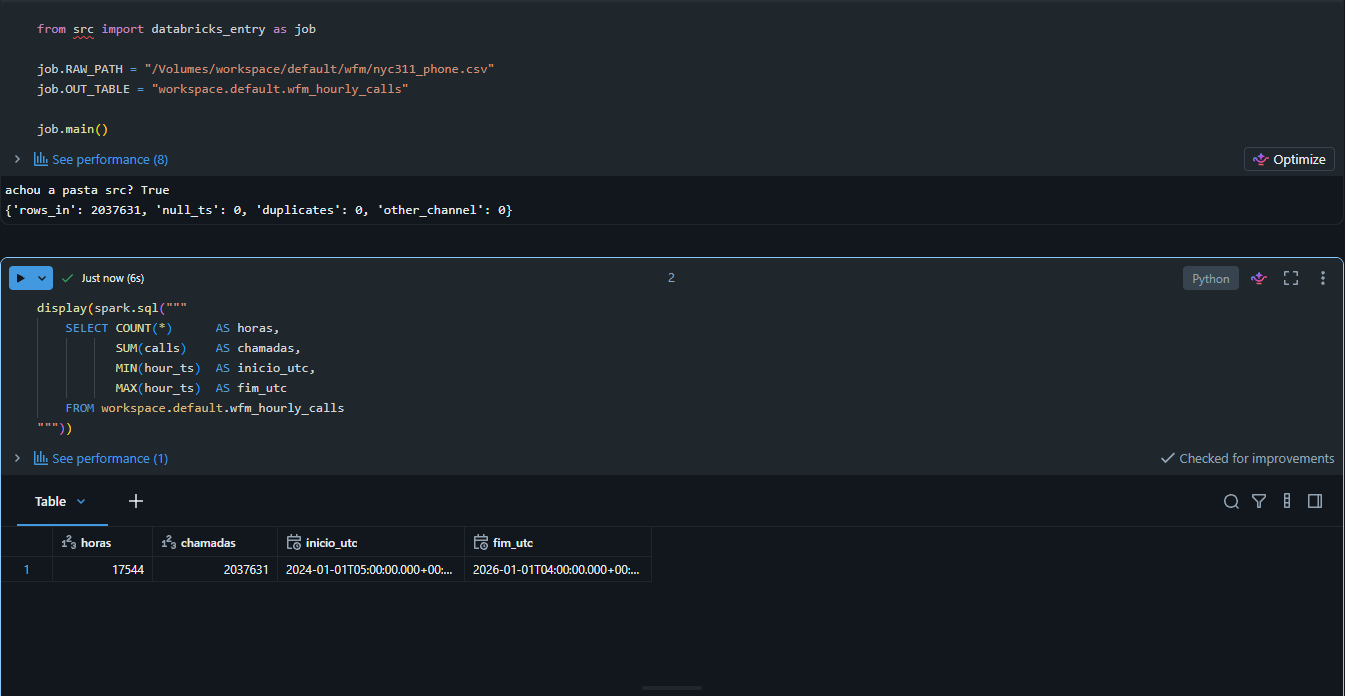 from src import databricks_entry as job
job.RAW_PATH = "/Volumes/workspace/default/wfm/nyc311_phone.csv"
job.OUT_TABLE = "workspace.default.wfm_hourly_calls"
job.main()
See performance (8)
Optimize
achou a pasta src? True
{'rows_in': 2037631, 'null_ts': 0, 'duplicates': 0, 'other_channel': 0}
Just now (6s)
2
Python
display(spark.sql("""
SELECT COUNT(*) AS horas,
SUM(calls) AS chamadas,
MIN(hour_ts) AS inicio_utc,
MAX(hour_ts) AS fim_utc
FROM workspace.default.wfm_hourly_calls
"""))
See performance (1)
Checked for improvements
Table
123 horas 123 chamadas inicio_utc fim_utc
1 17544 2037631 2024-01-01T05:00:00.000+00:... 2026-01-01T04:00:00.000+00:...